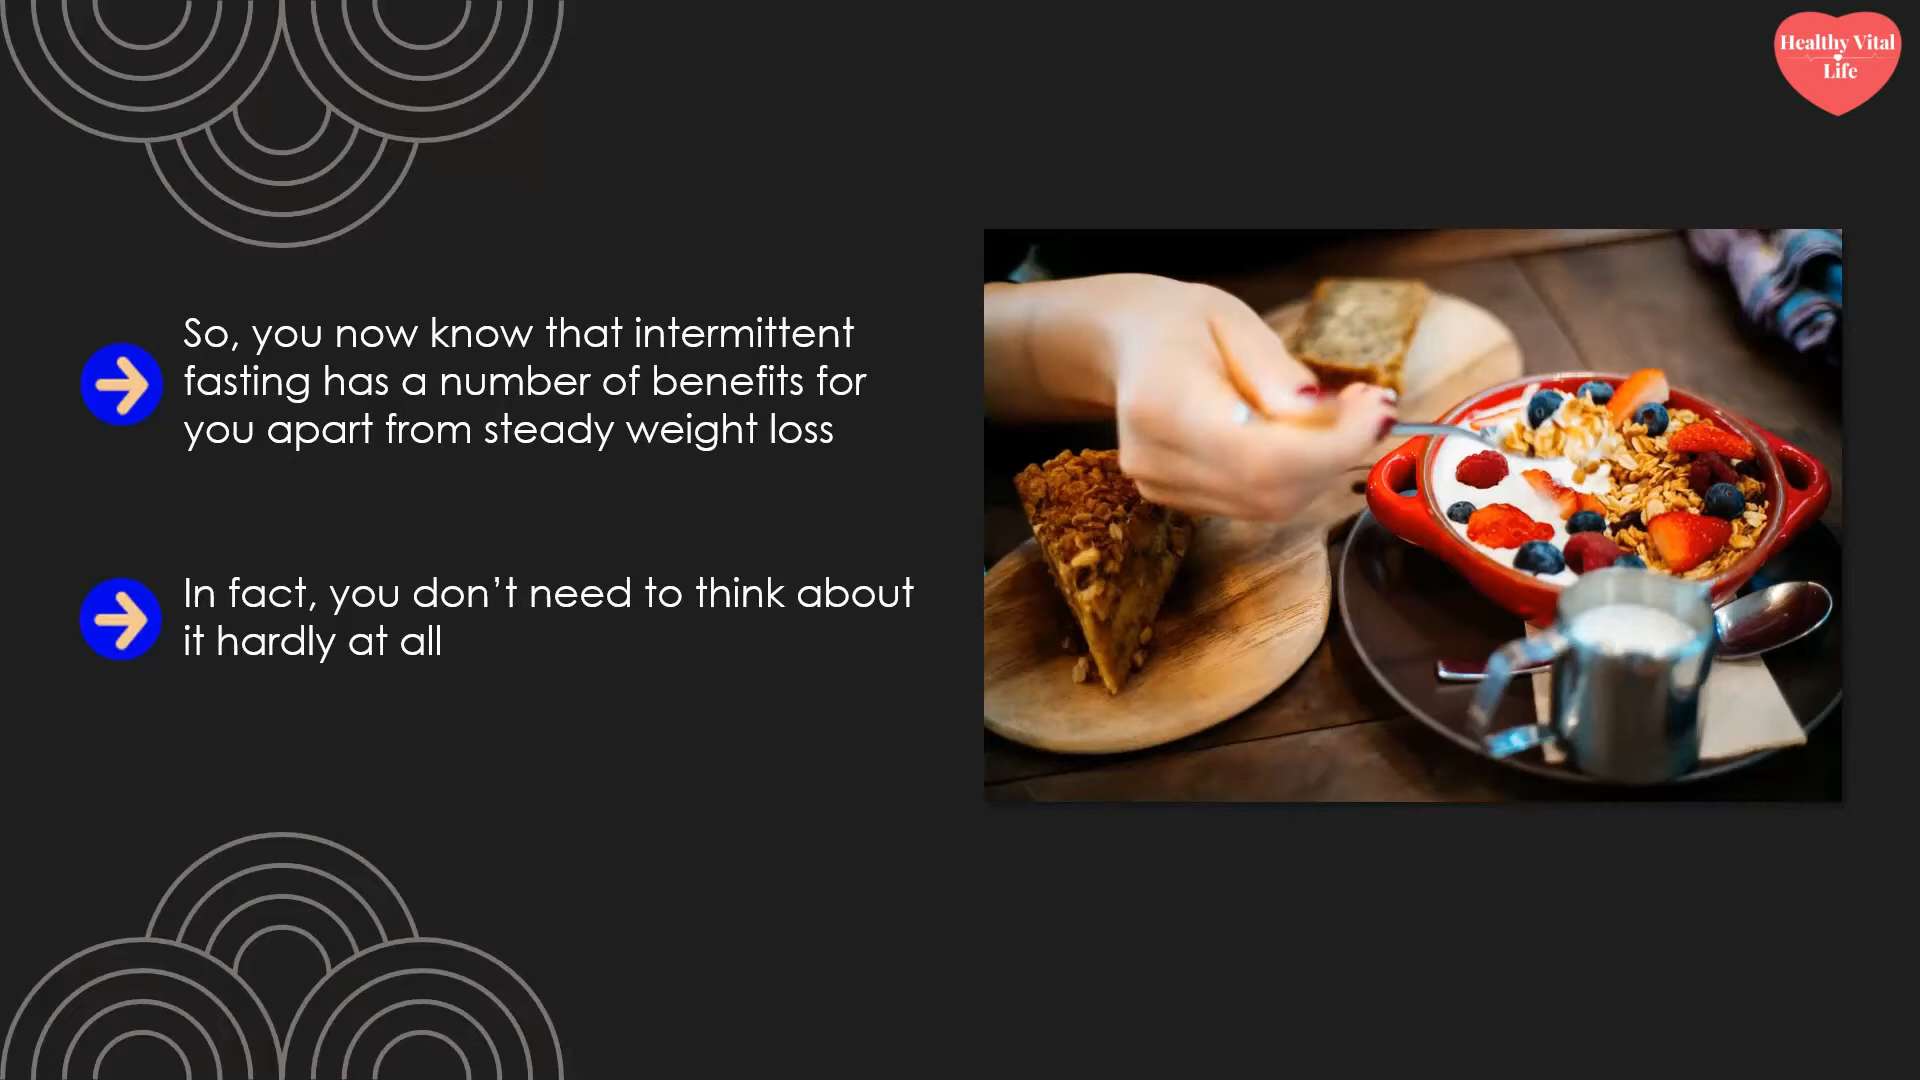 Healthy Vital
Life
So, you now know that intermittent
fasting has a number of benefits for
you apart from steady weight loss
In fact, you don’t need to think about
it hardly at all